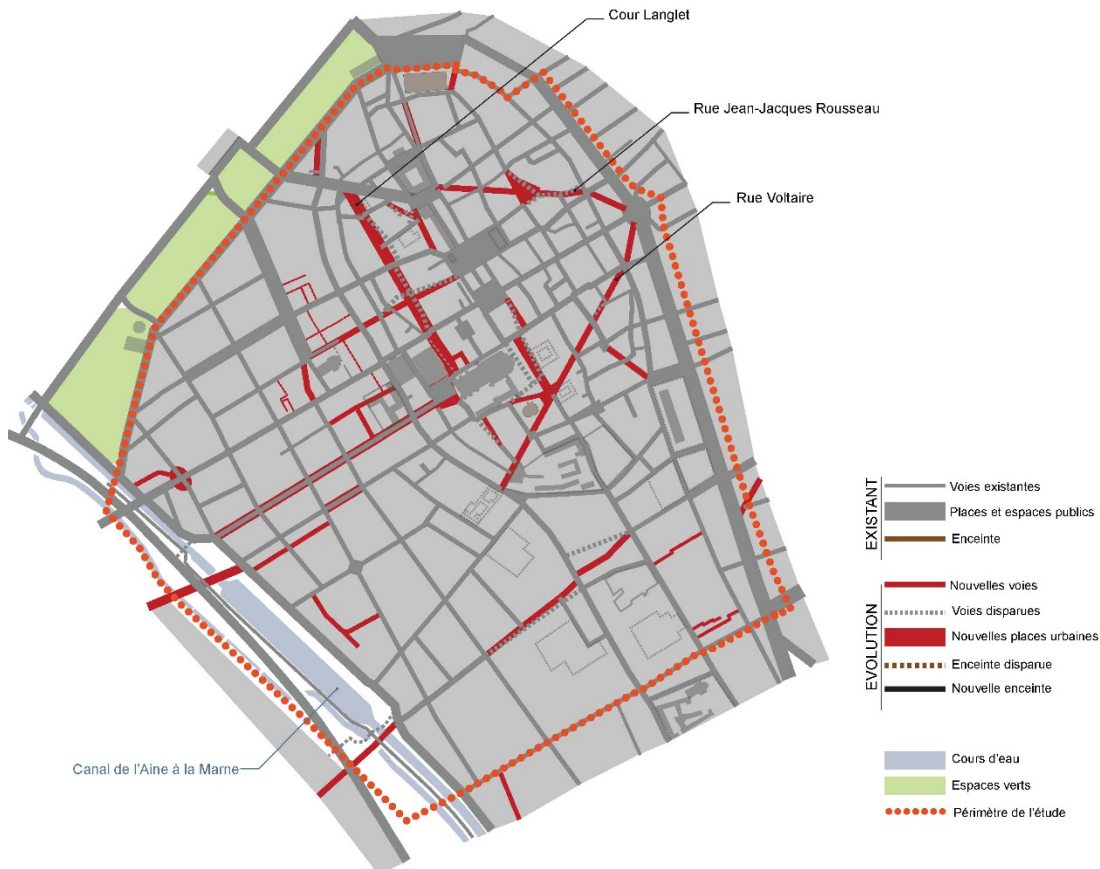 Cour Langlet
Rue Jean-Jacques Rousseau
Rue Voltaire
EXISTANT
Voies existantes
Places et espaces publics
Enceinte
EVOLUTION
Nouvelles voies
Voies disparues
Nouvelles places urbaines
Enceinte disparue
Nouvelle enceinte
Canal de l'Aine à la Marne
Cours d'eau
Espaces verts
Périmètre de l'étude